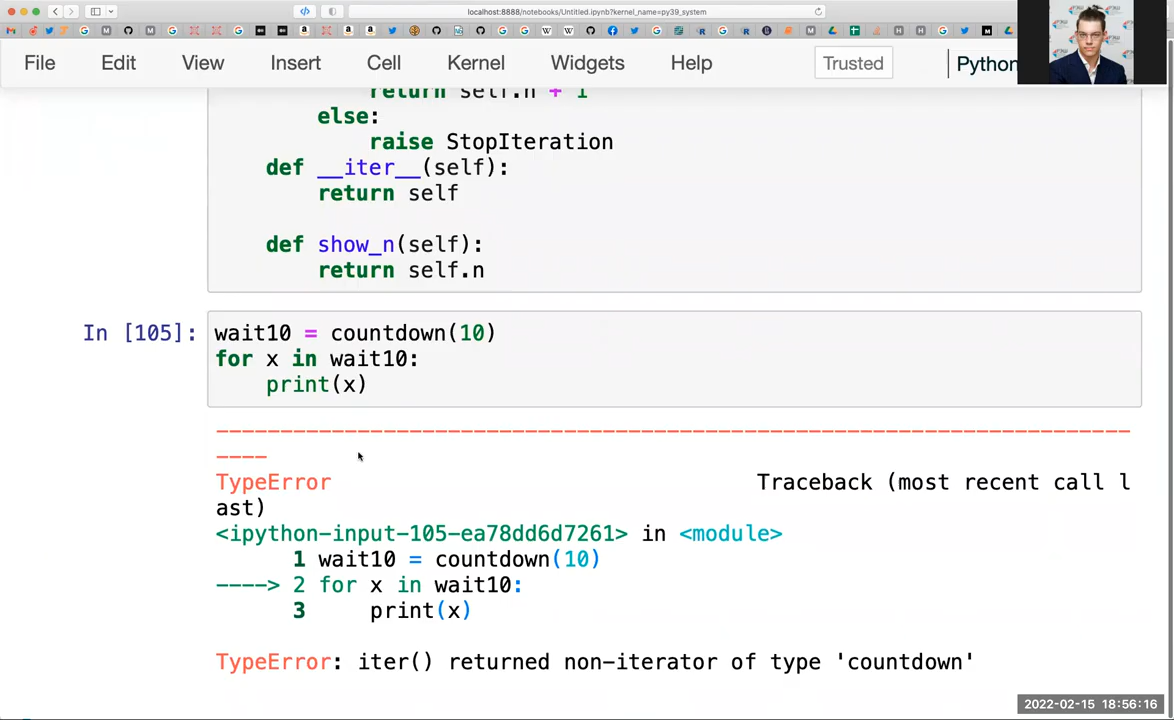 localhost:8888/notebooks/Untitled.ipynb?kernel_name=py39_system
File Edit View Insert Cell Kernel Widgets Help Trusted Python
return self.n + 1
else:
raise StopIteration
def __iter__(self):
return self
def show_n(self):
return self.n
In [105]: wait10 = countdown(10)
for x in wait10:
print(x)
---------------------------------------------------------------------------
TypeError Traceback (most recent call l
ast)
<ipython-input-105-ea78dd6d7261> in <module>
1 wait10 = countdown(10)
----> 2 for x in wait10:
3 print(x)
TypeError: iter() returned non-iterator of type 'countdown'
2022-02-15 18:56:16